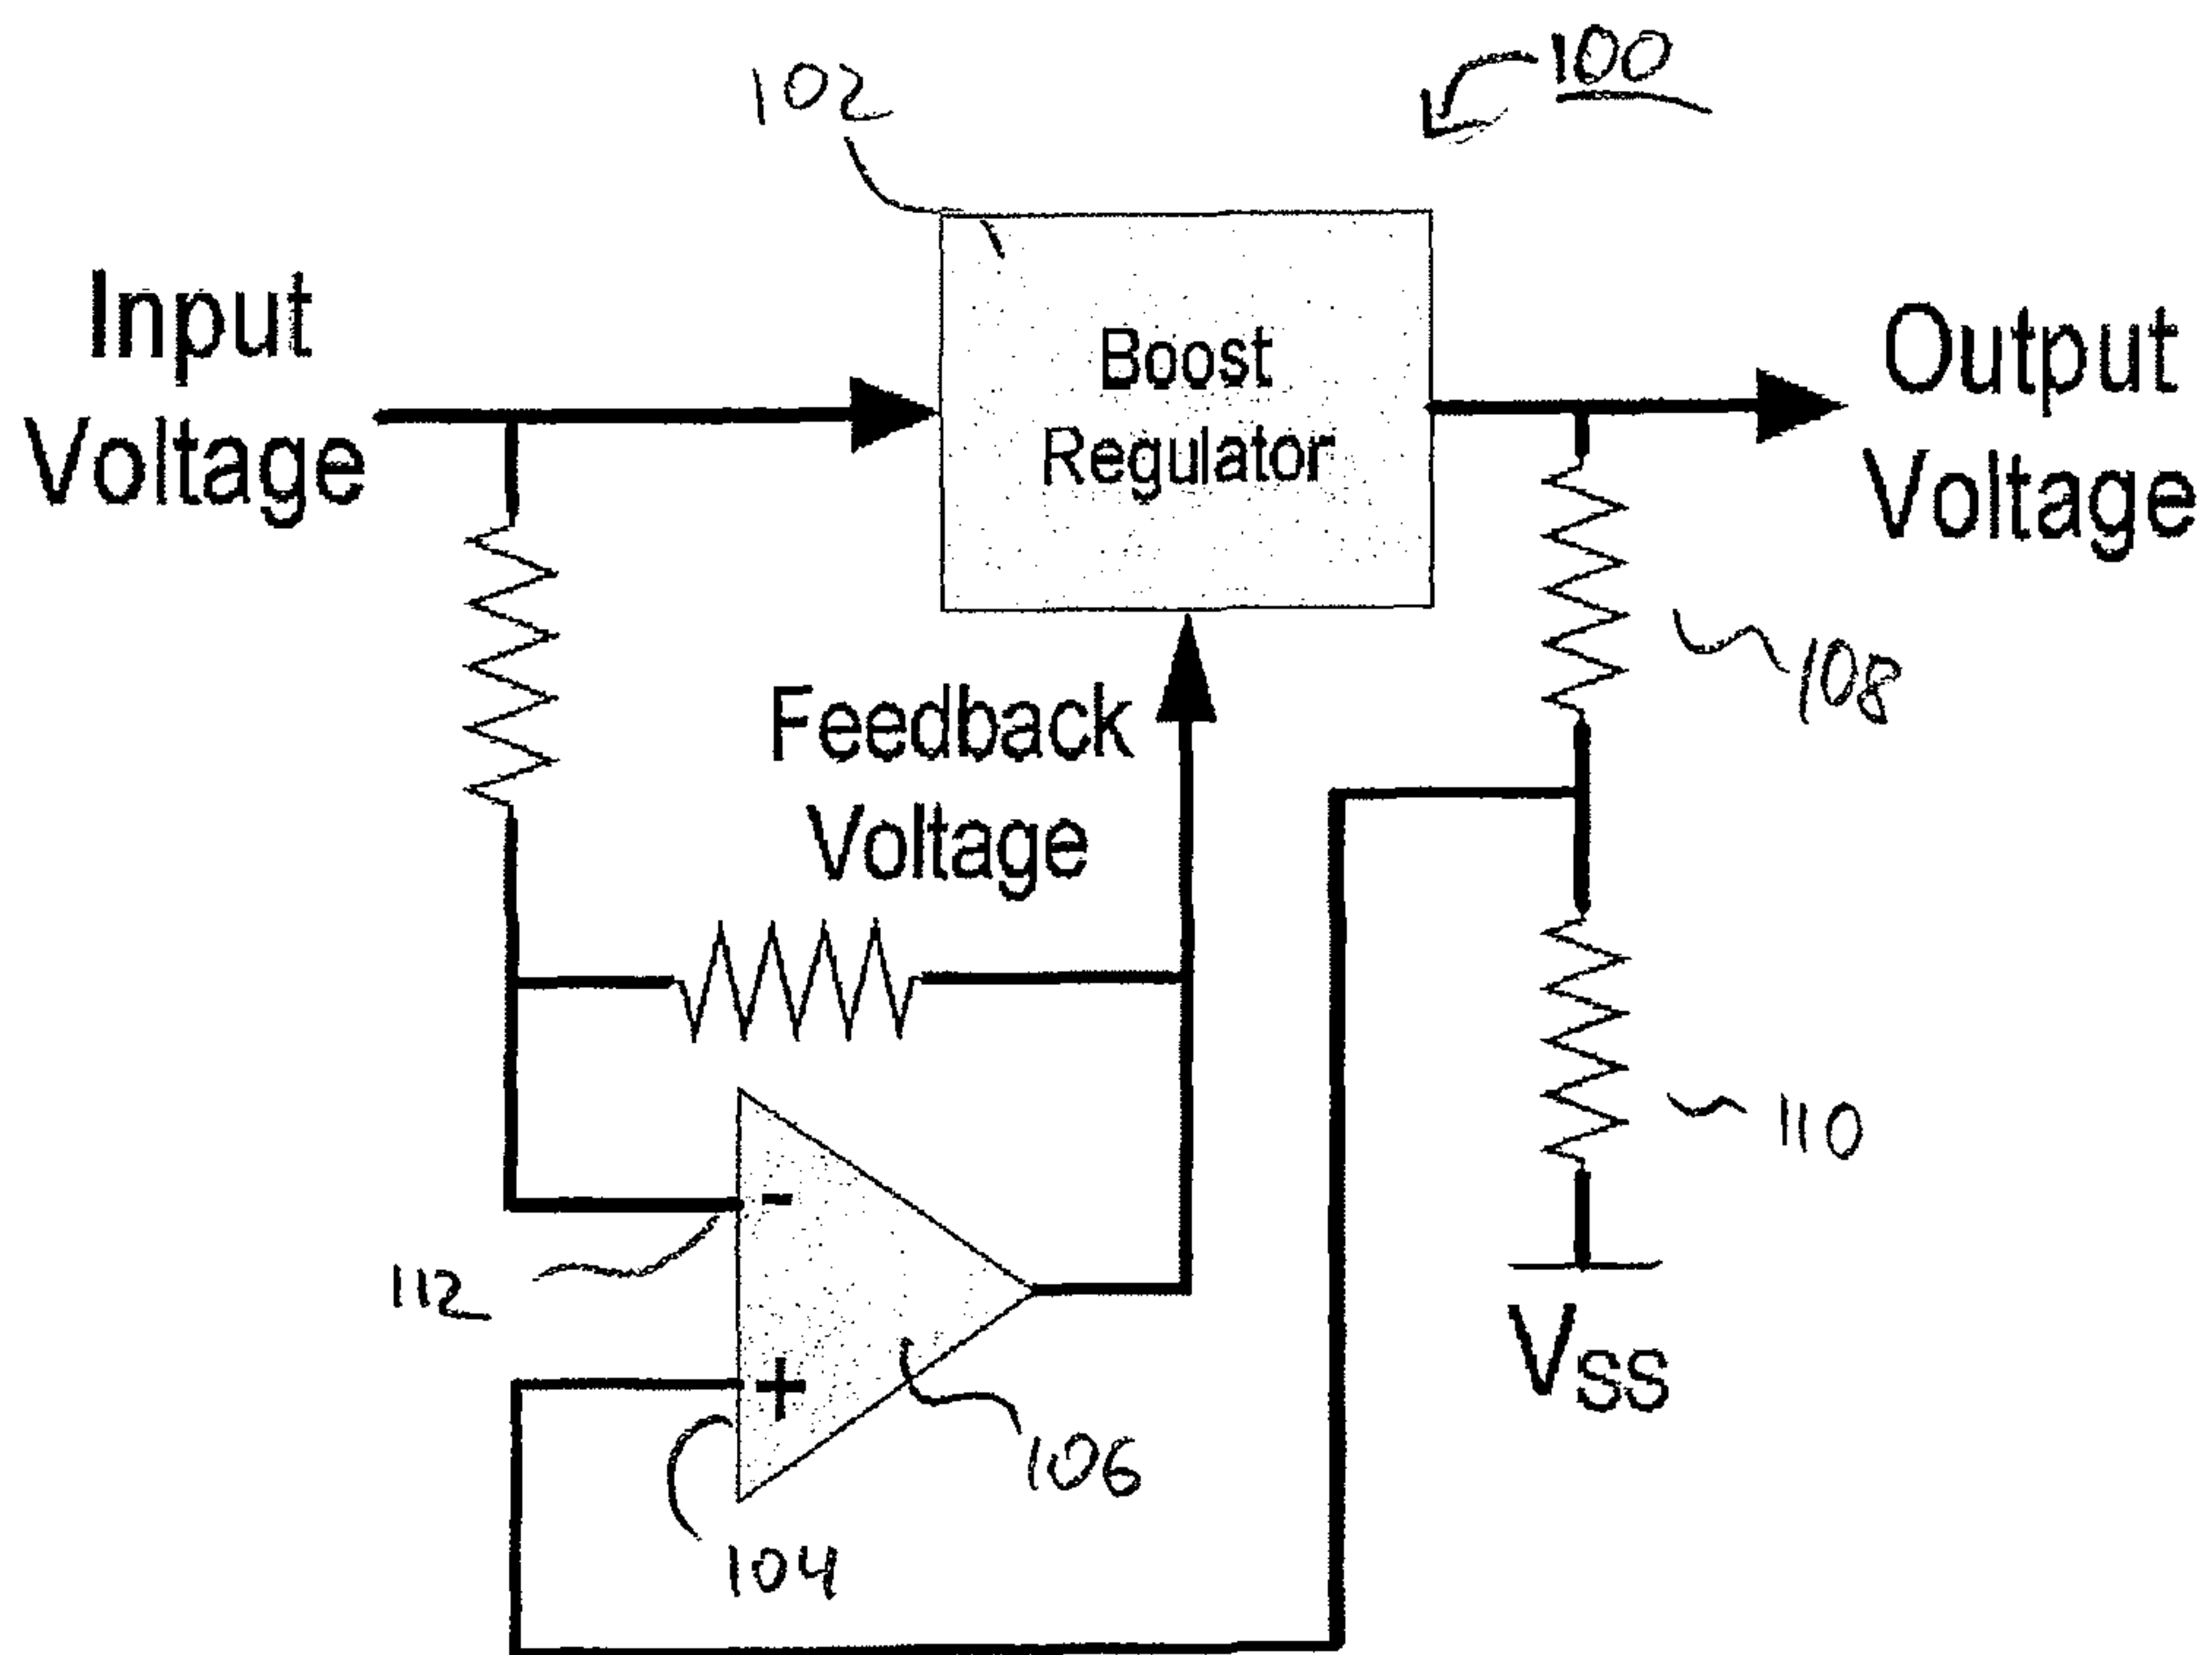 100
102
Input
Voltage
Boost
Regulator
Output
Voltage
108
Feedback
Voltage
110
-
112
+
106
104
VSS